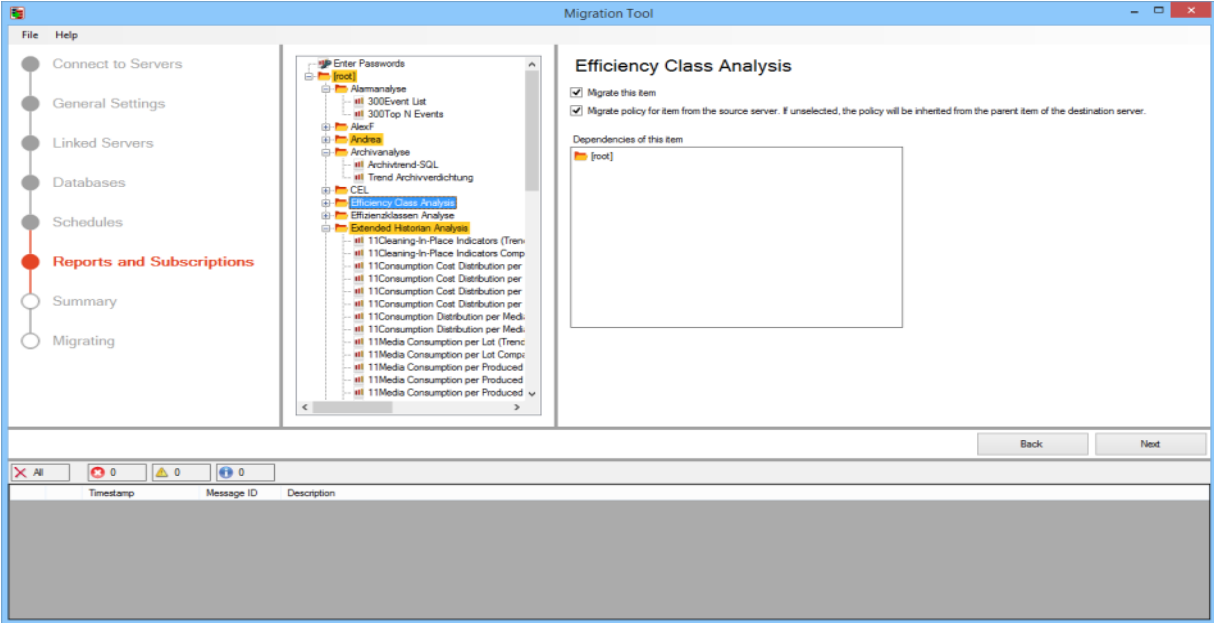 Migration Tool
File Help
Connect to Servers
General Settings
Linked Servers
Databases
Schedules
Reports and Subscriptions
Summary
Migrating
Enter Passwords
[root]
Alarmanalyse
300Event List
300Top N Events
AlexF
Andrea
Archivanalyse
Archivtrend-SQL
Trend Archivverdichtung
CEL
Efficiency Class Analysis
Effizienzklassen Analyse
Extended Historian Analysis
11Cleaning-In-Place Indicators (Tren
11Cleaning-In-Place Indicators Comp
11Consumption Cost Distribution per
11Consumption Cost Distribution per
11Consumption Cost Distribution per
11Consumption Cost Distribution per
11Consumption Distribution per Medi
11Consumption Distribution per Medi
11Media Consumption per Lot (Trend
11Media Consumption per Lot Compa
11Media Consumption per Produced
11Media Consumption per Produced
11Media Consumption per Produced
Efficiency Class Analysis
Migrate this item
Migrate policy for item from the source server. If unselected, the policy will be inherited from the parent item of the destination server.
Dependencies of this item
[root]
Back Next
All 0 0 0
Timestamp Message ID Description